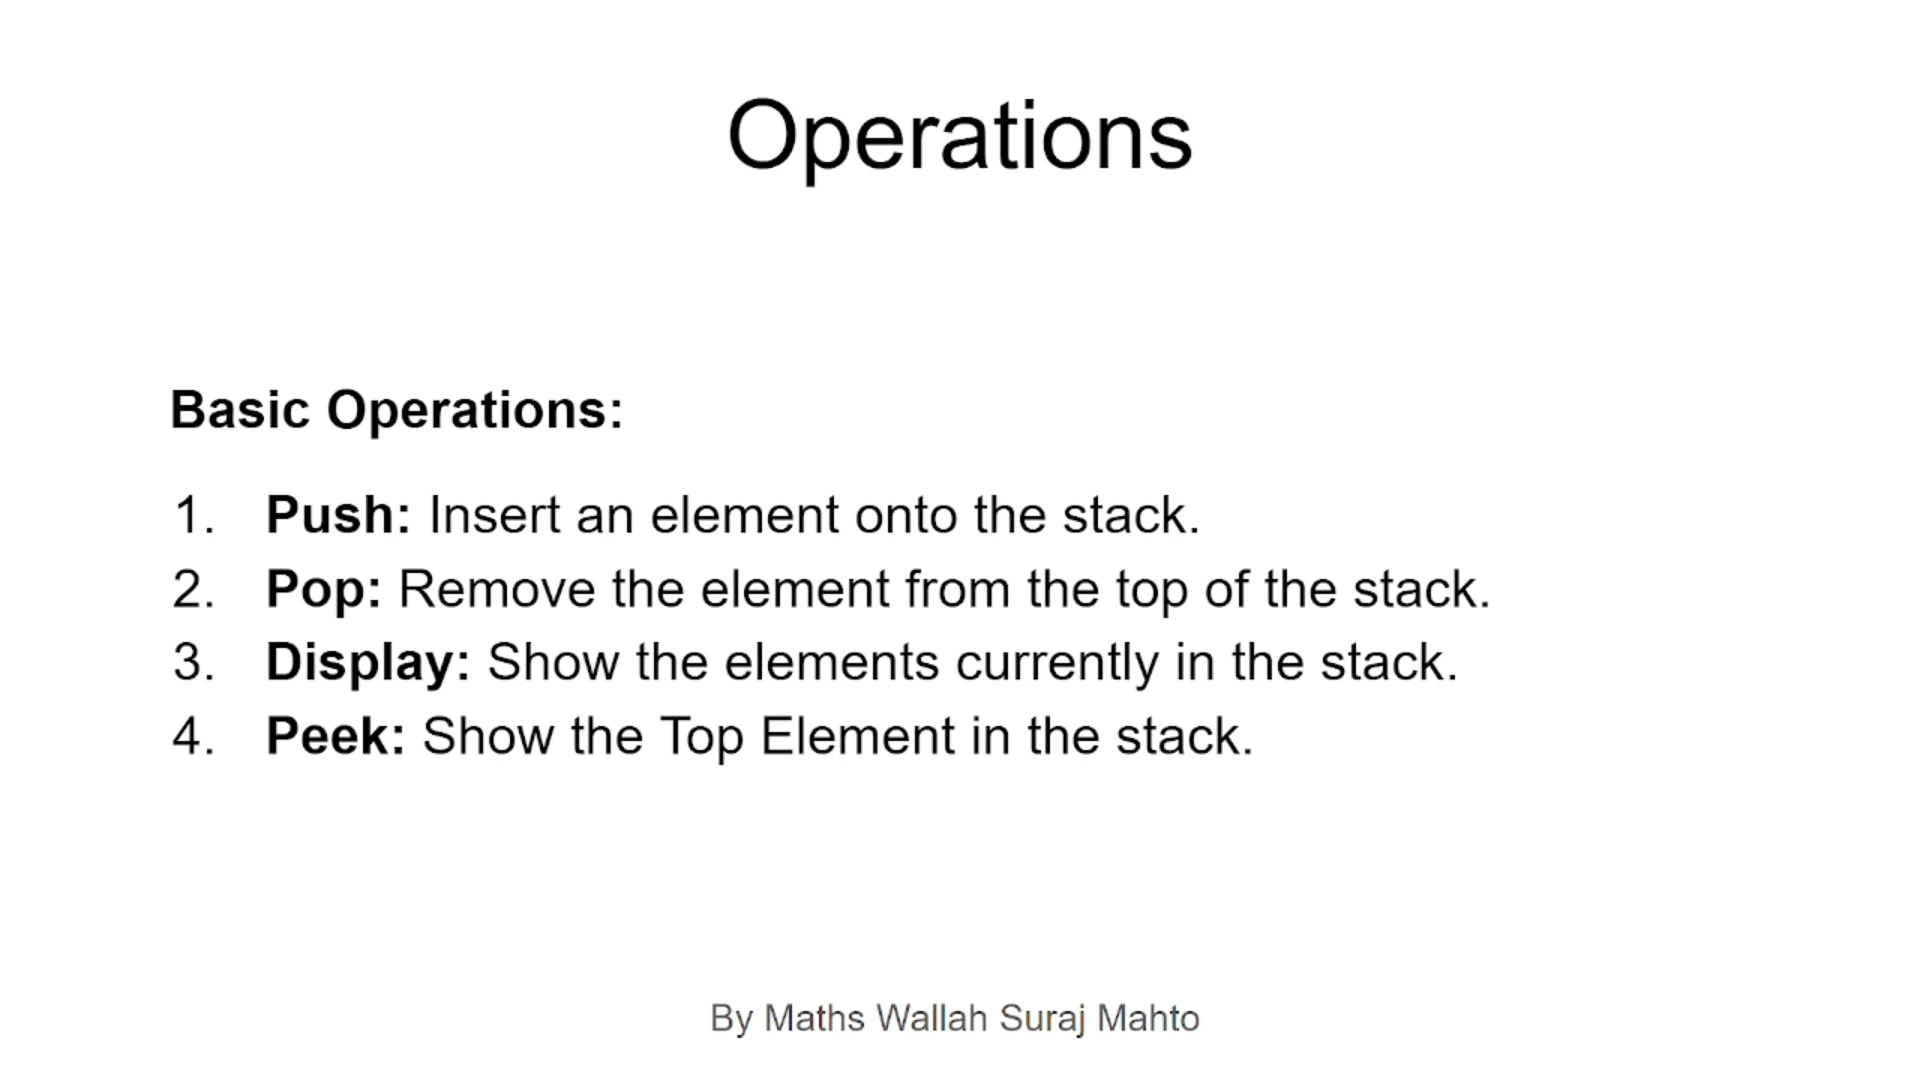 Operations
Basic Operations:
1. Push: Insert an element onto the stack.
2. Pop: Remove the element from the top of the stack.
3. Display: Show the elements currently in the stack.
4. Peek: Show the Top Element in the stack.
By Maths Wallah Suraj Mahto